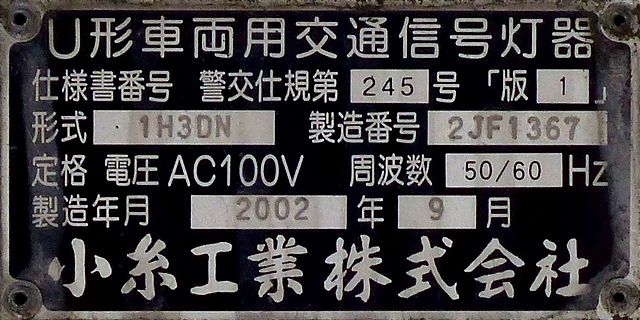 U形車両用交通信号灯器
仕様書番号 警交仕規第 245 号 「版 1 」
形式 1H3DN 製造番号 2JF1367
定格 電圧 AC100V 周波数 50/60 Hz
製造年月 2002 年 9 月
小糸工業株式会社